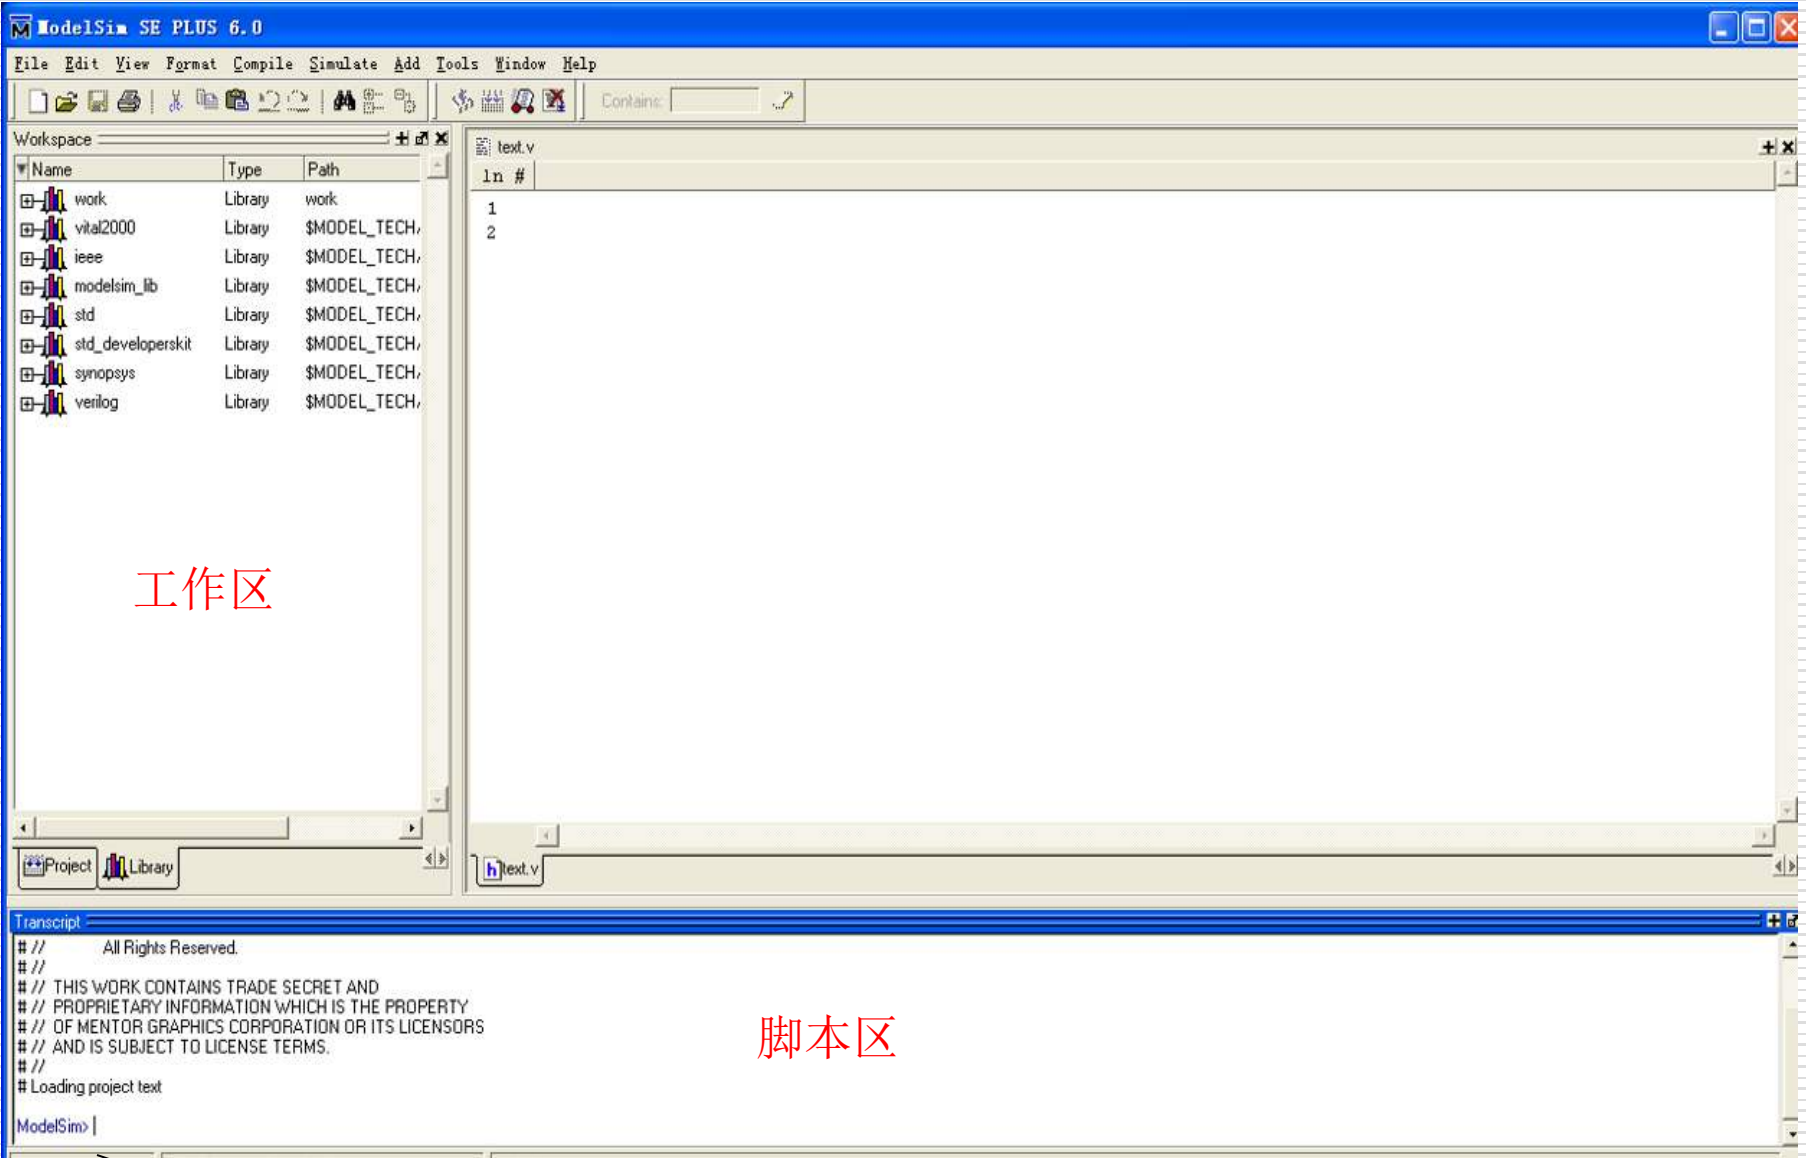 ModelSim SE PLUS 6.0
File Edit View Format Compile Simulate Add Tools Window Help
Contains:
Workspace
Name Type Path
work Library work
vital2000 Library $MODEL_TECH/
ieee Library $MODEL_TECH/
modelsim_lib Library $MODEL_TECH/
std Library $MODEL_TECH/
std_developerskit Library $MODEL_TECH/
synopsys Library $MODEL_TECH/
verilog Library $MODEL_TECH/
工作区
Project Library
text.v
ln #
1
2
text.v
Transcript
# // All Rights Reserved.
# //
# // THIS WORK CONTAINS TRADE SECRET AND
# // PROPRIETARY INFORMATION WHICH IS THE PROPERTY
# // OF MENTOR GRAPHICS CORPORATION OR ITS LICENSORS
# // AND IS SUBJECT TO LICENSE TERMS.
# //
# Loading project text
ModelSim>
脚本区